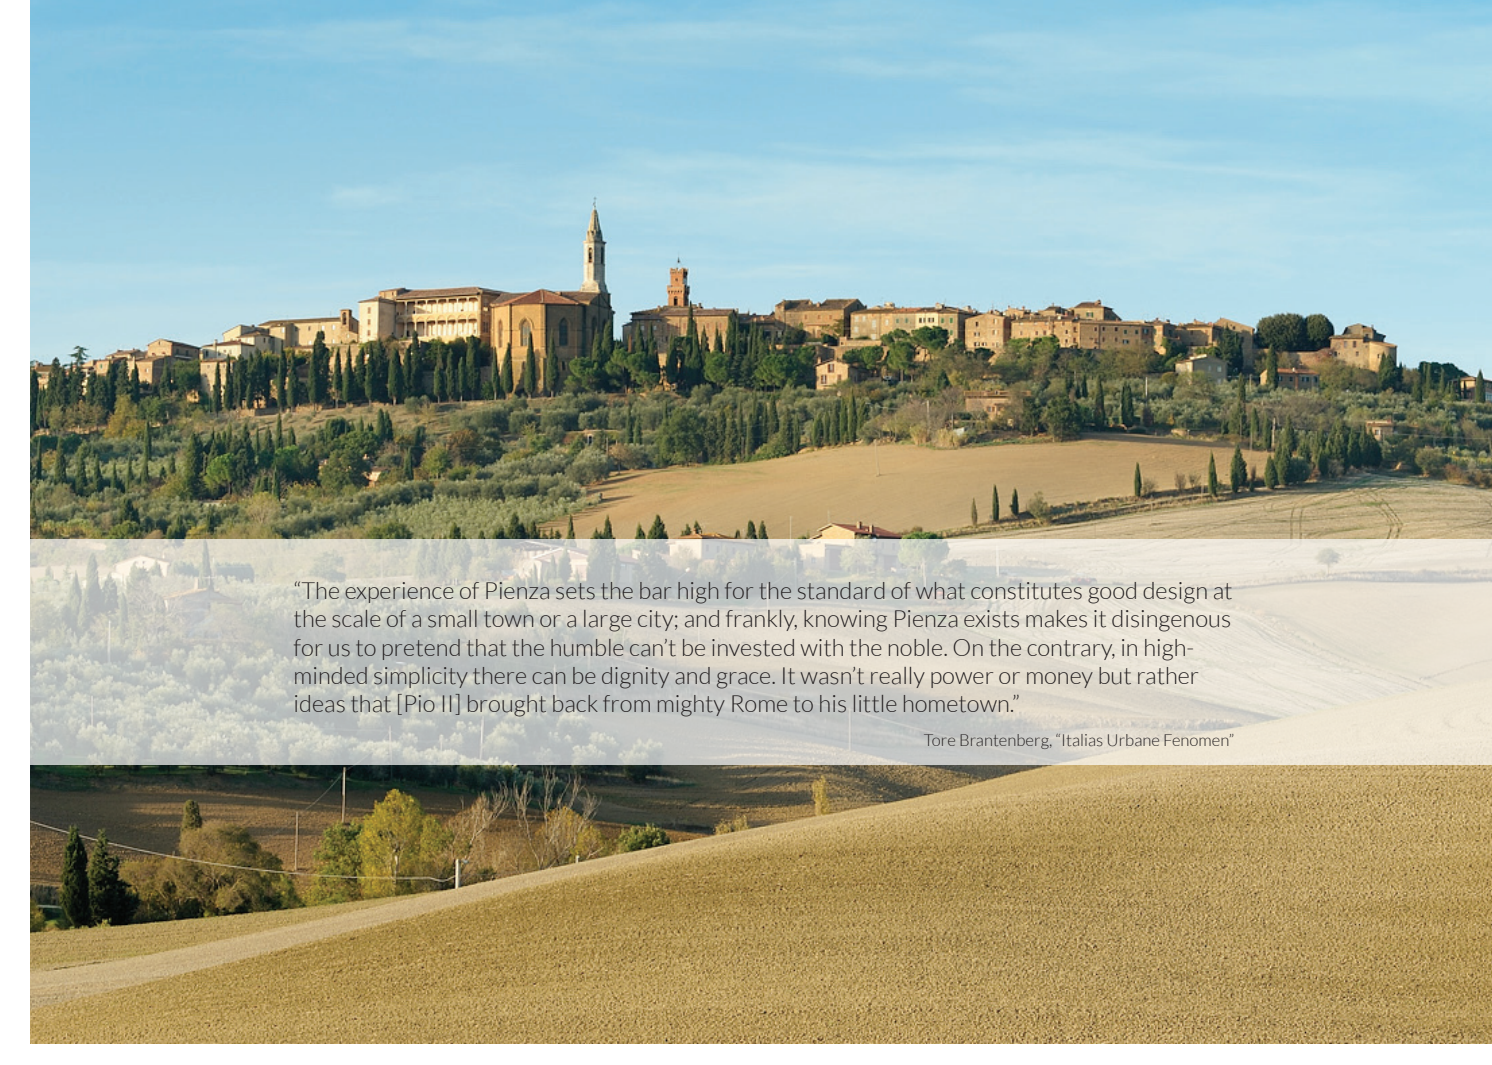 “The experience of Pienza sets the bar high for the standard of what constitutes good design at
the scale of a small town or a large city; and frankly, knowing Pienza exists makes it disingenous
for us to pretend that the humble can’t be invested with the noble. On the contrary, in high-
minded simplicity there can be dignity and grace. It wasn’t really power or money but rather
ideas that [Pio II] brought back from mighty Rome to his little hometown.”
Tore Brantenberg, “Italias Urbane Fenomen”